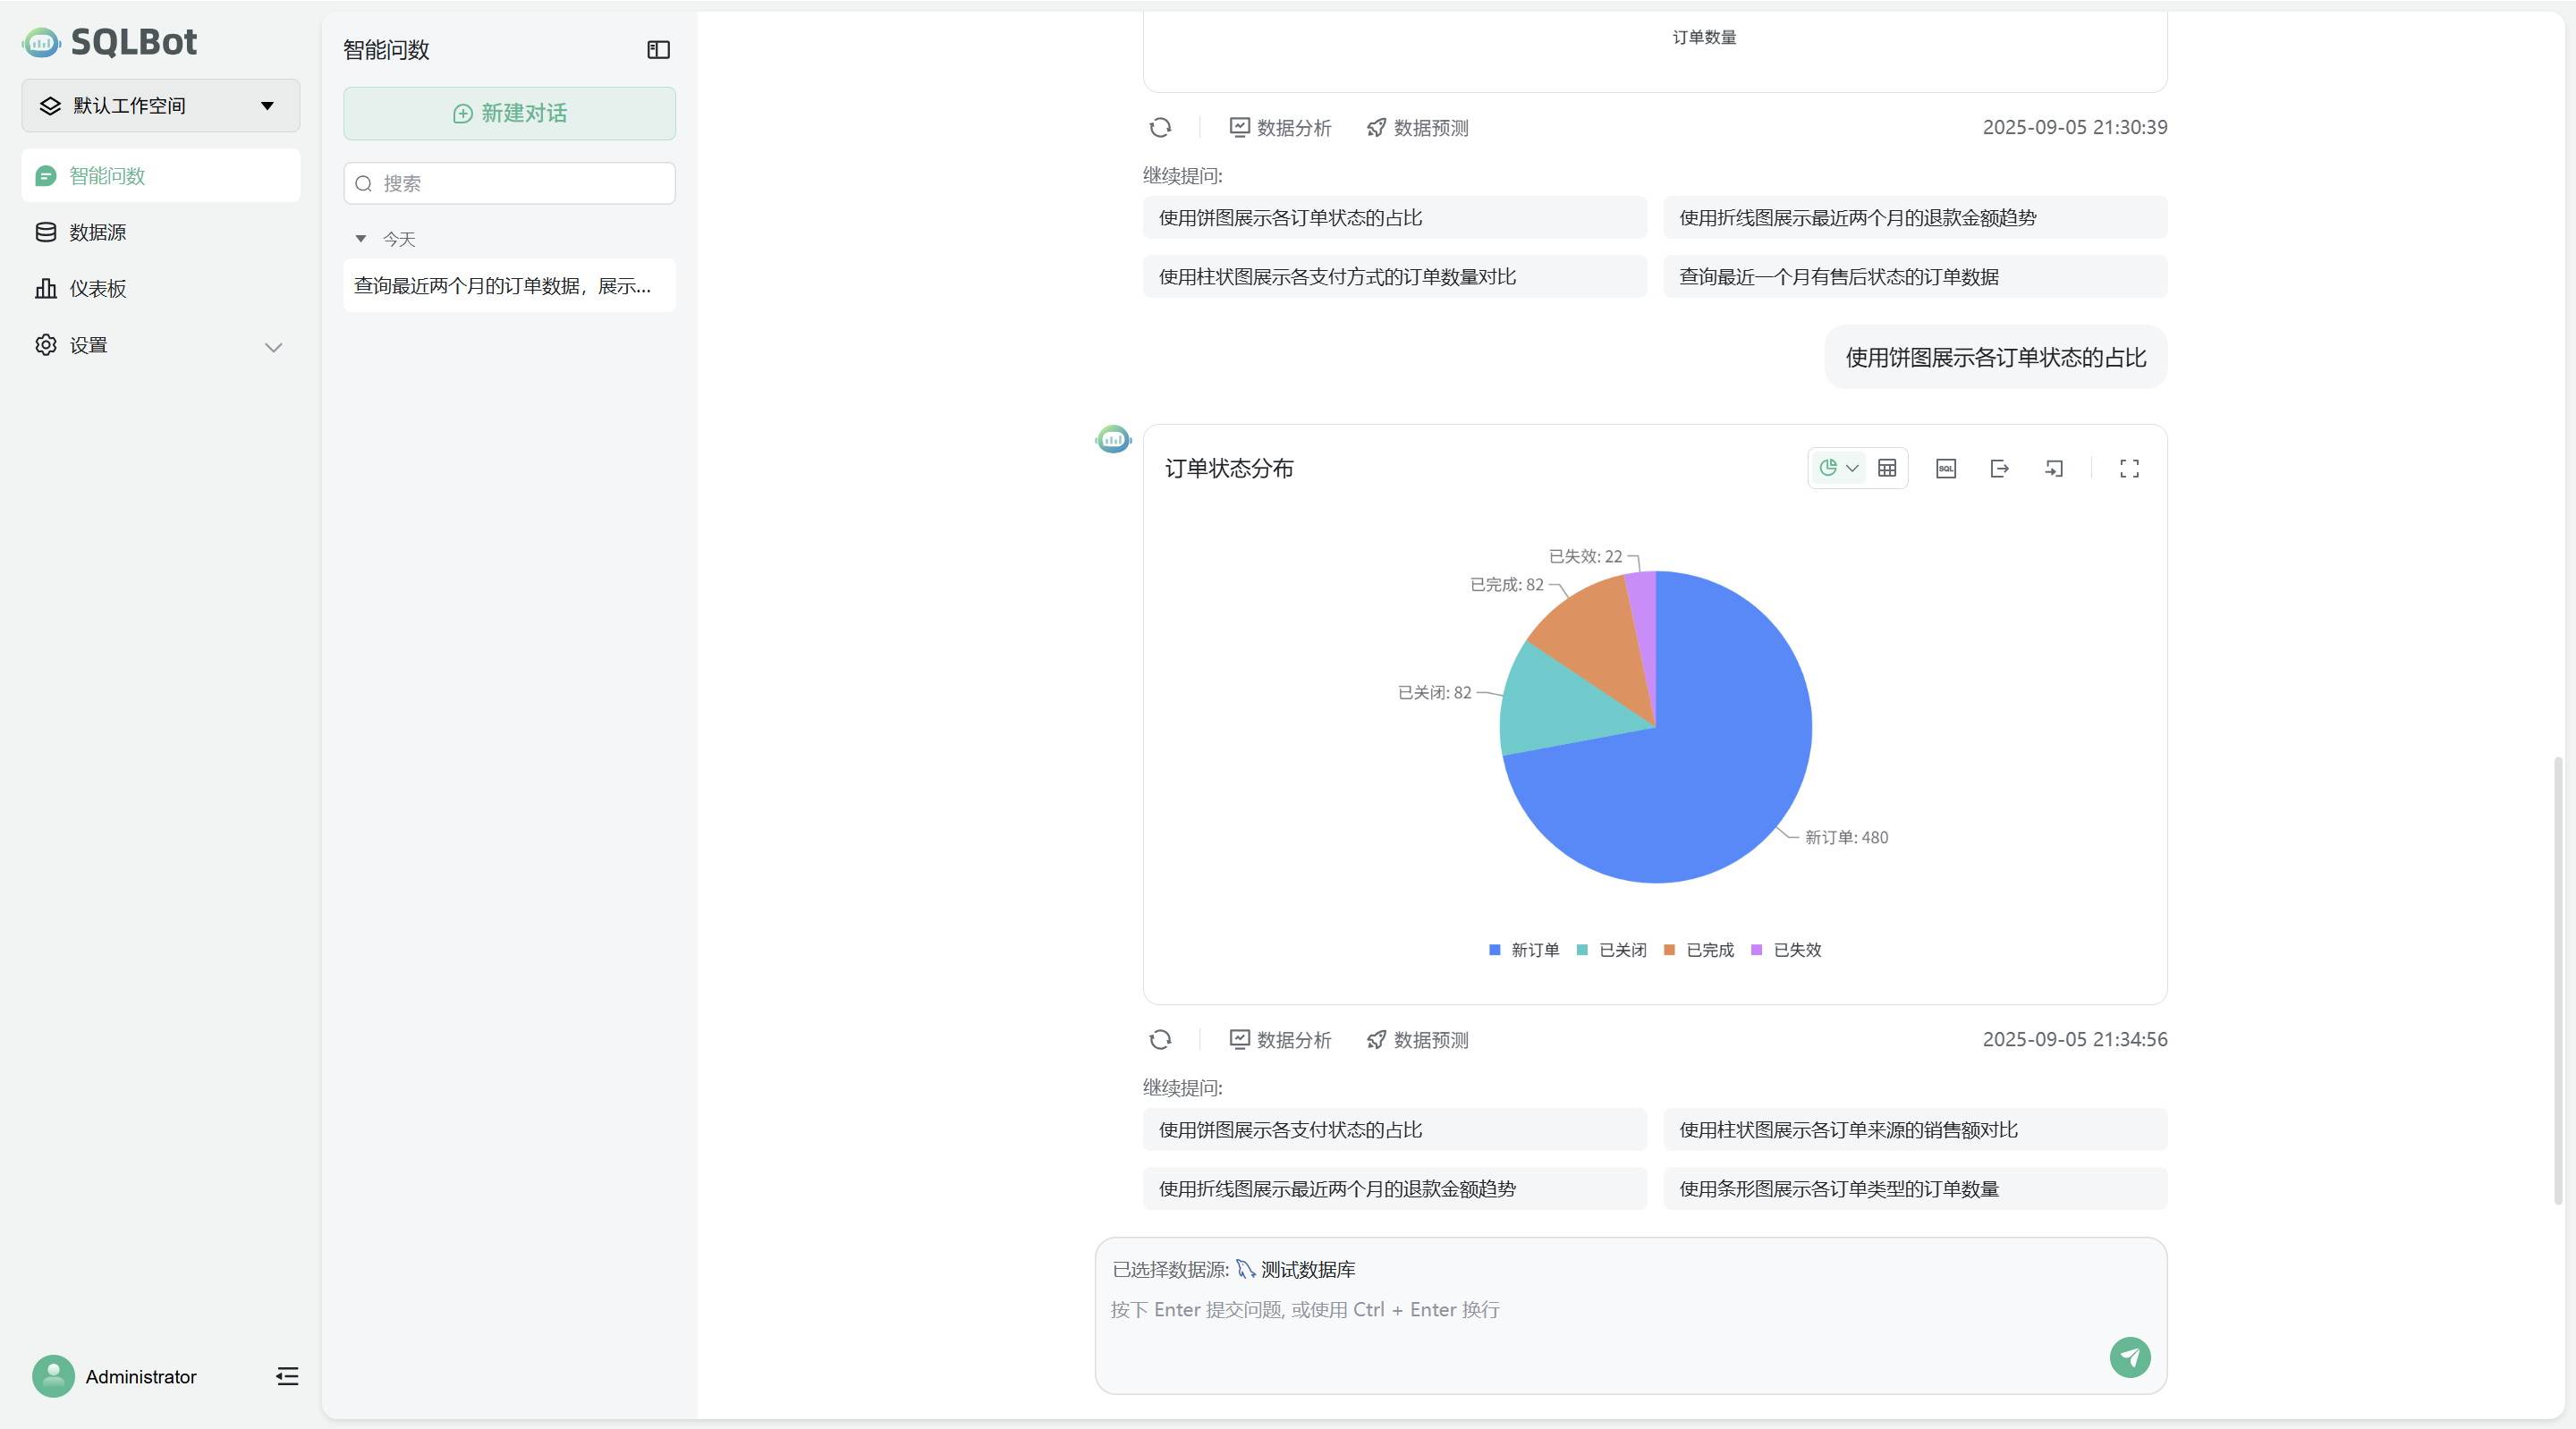 SQLBot
默认工作空间
智能问数
数据源
仪表板
设置
Administrator
智能问数
新建对话
搜索
今天
查询最近两个月的订单数据，展示...
订单数量
数据分析 数据预测 2025-09-05 21:30:39
继续提问:
使用饼图展示各订单状态的占比 使用折线图展示最近两个月的退款金额趋势
使用柱状图展示各支付方式的订单数量对比 查询最近一个月有售后状态的订单数据
使用饼图展示各订单状态的占比
订单状态分布
SQL
已失效: 22
已完成: 82
已关闭: 82
新订单: 480
新订单 已关闭 已完成 已失效
数据分析 数据预测 2025-09-05 21:34:56
继续提问:
使用饼图展示各支付状态的占比 使用柱状图展示各订单来源的销售额对比
使用折线图展示最近两个月的退款金额趋势 使用条形图展示各订单类型的订单数量
已选择数据源: 测试数据库
按下 Enter 提交问题, 或使用 Ctrl + Enter 换行